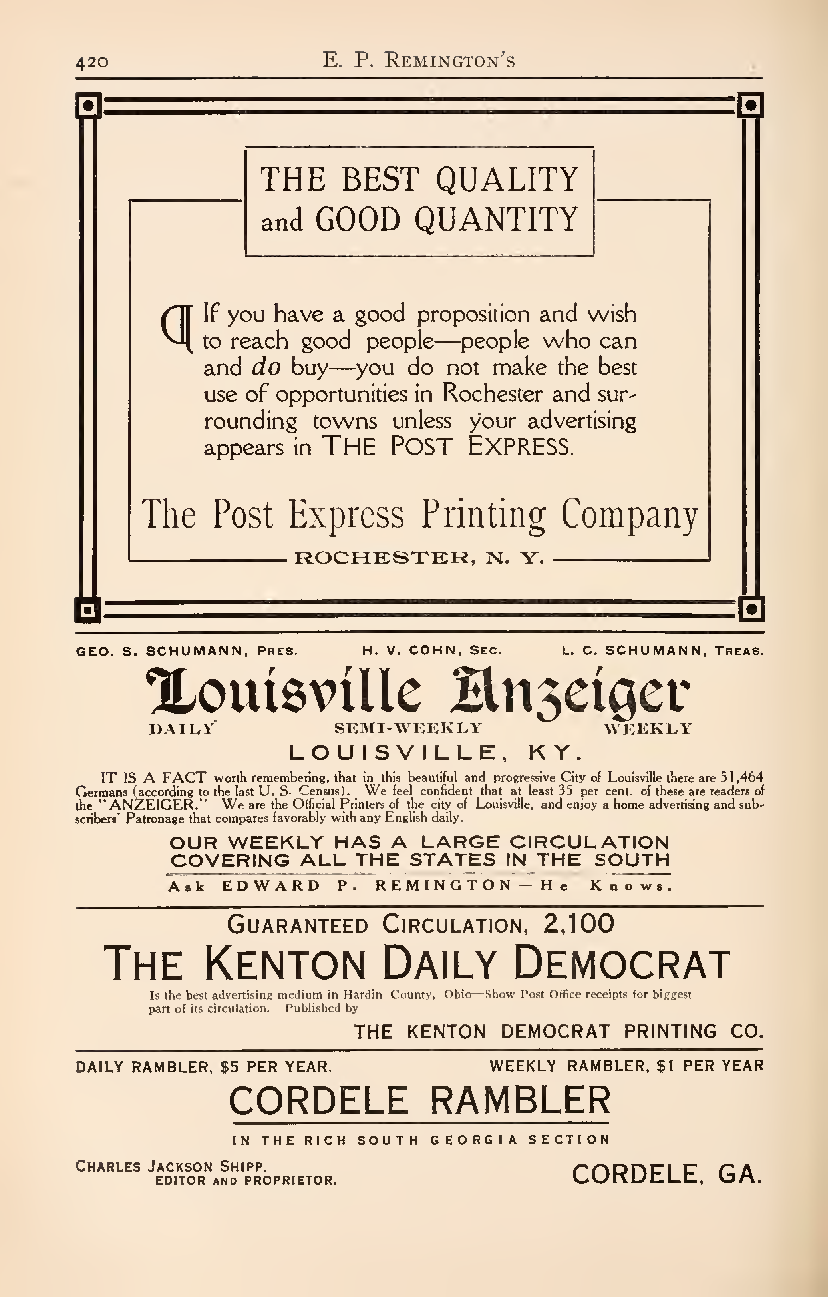 420 E. P. Remington's
THE BEST QUALITY
and GOOD QUANTITY
¶ If you have a good proposition and wish
to reach good people—people who can
and do buy—you do not make the best
use of opportunities in Rochester and sur-
rounding towns unless your advertising
appears in THE POST EXPRESS.
The Post Express Printing Company
ROCHESTER, N. Y.
GEO. S. SCHUMANN, PRES. H. V. COHN, SEC. L. C. SCHUMANN, TREAS.
Louisville Anzeiger
DAILY SEMI-WEEKLY WEEKLY
LOUISVILLE, KY.
IT IS A FACT worth remembering, that in this beautiful and progressive City of Louisville there are 51,464
Germans (according to the last U. S. Census). We feel confident that at least 35 per cent. of these are readers of
the "ANZEIGER." We are the Official Printers of the city of Louisville, and enjoy a home advertising and sub-
scribers' Patronage that compares favorably with any English daily.
OUR WEEKLY HAS A LARGE CIRCULATION
COVERING ALL THE STATES IN THE SOUTH
Ask EDWARD P. REMINGTON—He Knows.
GUARANTEED CIRCULATION, 2,100
THE KENTON DAILY DEMOCRAT
Is the best advertising medium in Hardin County, Ohio—Show Post Office receipts for biggest
part of its circulation. Published by
THE KENTON DEMOCRAT PRINTING CO.
DAILY RAMBLER, $5 PER YEAR. WEEKLY RAMBLER, $1 PER YEAR
CORDELE RAMBLER
IN THE RICH SOUTH GEORGIA SECTION
CHARLES JACKSON SHIPP.
EDITOR AND PROPRIETOR. CORDELE, GA.